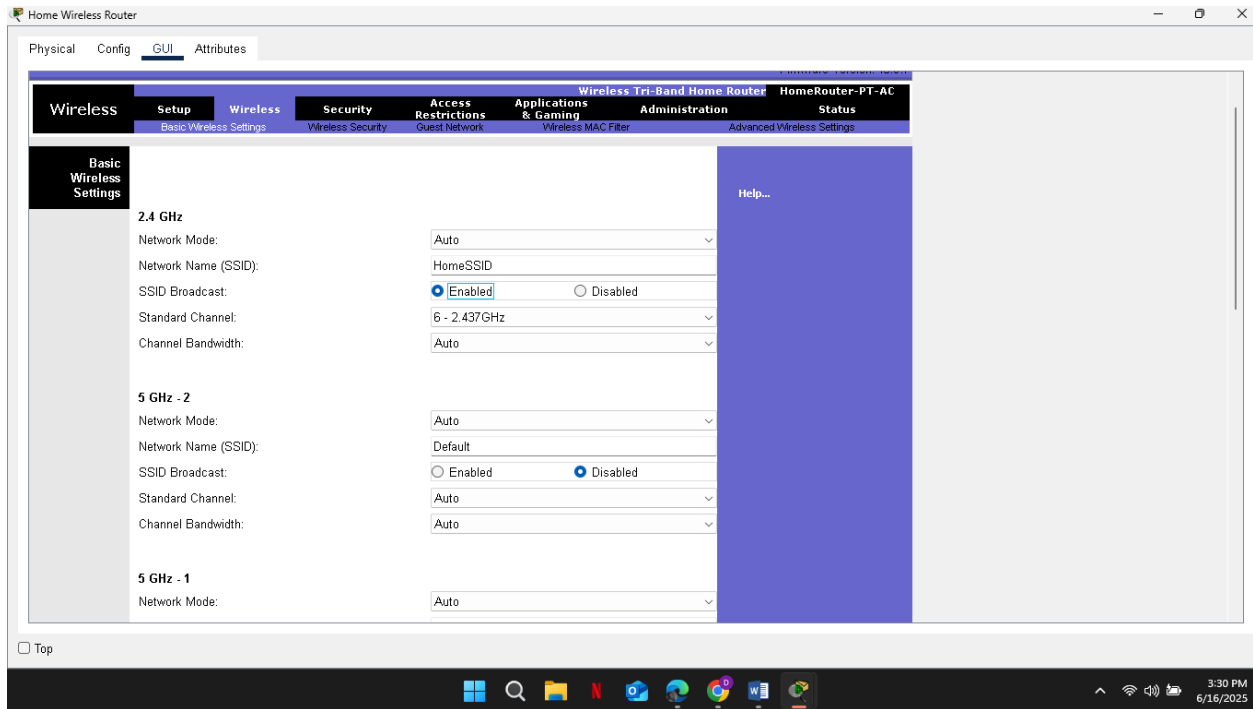 Home Wireless Router
Physical Config GUI Attributes
Wireless Tri-Band Home Router HomeRouter-PT-AC
Wireless Setup Wireless Security Access Restrictions Applications & Gaming Administration Status
Basic Wireless Settings Wireless Security Guest Network Wireless MAC Filter Advanced Wireless Settings
Basic
Wireless
Settings
Help...
2.4 GHz
Network Mode: Auto
Network Name (SSID): HomeSSID
SSID Broadcast: Enabled Disabled
Standard Channel: 6 - 2.437GHz
Channel Bandwidth: Auto
5 GHz - 2
Network Mode: Auto
Network Name (SSID): Default
SSID Broadcast: Enabled Disabled
Standard Channel: Auto
Channel Bandwidth: Auto
5 GHz - 1
Network Mode: Auto
Top
3:30 PM
6/16/2025